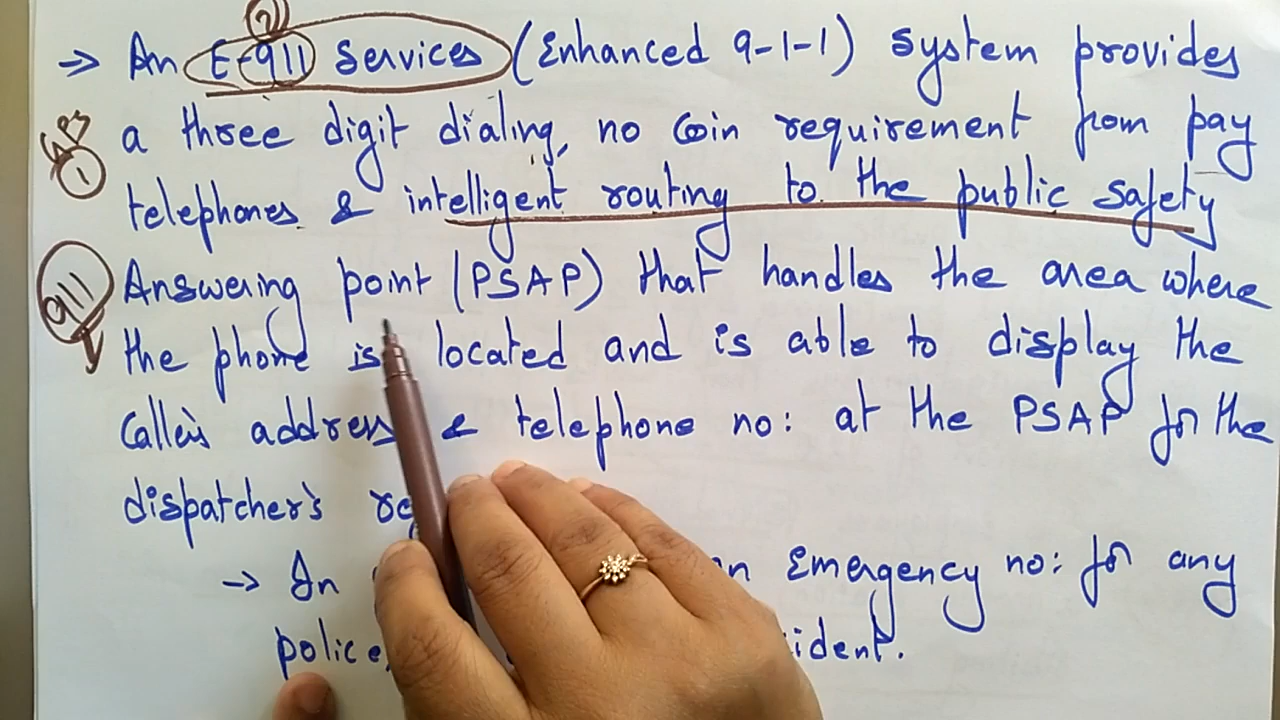 → An E-911 Services (Enhanced 9-1-1) system provides
a three digit dialing, no Coin requirement from pay
telephones & intelligent routing to the public safety
911 Answering point (PSAP) that handles the area where
the phone is located and is able to display the
Caller's address & telephone no: at the PSAP for the
dispatcher's
→ In Emergency no: for any
police,